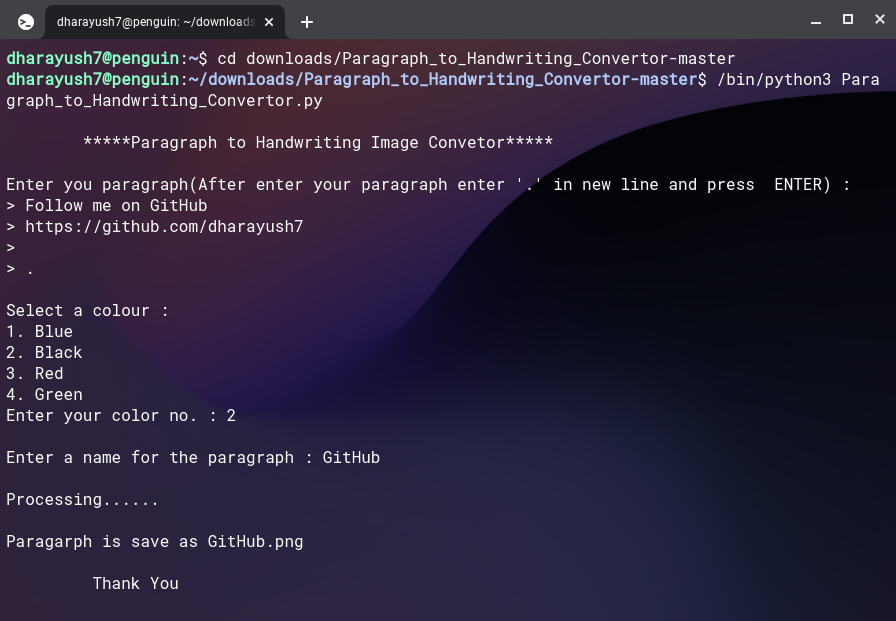 dharayush7@penguin: ~/downloads
dharayush7@penguin:~$ cd downloads/Paragraph_to_Handwriting_Convertor-master
dharayush7@penguin:~/downloads/Paragraph_to_Handwriting_Convertor-master$ /bin/python3 Para
graph_to_Handwriting_Convertor.py
*****Paragraph to Handwriting Image Convetor*****
Enter you paragraph(After enter your paragraph enter '.' in new line and press  ENTER) :
> Follow me on GitHub
> https://github.com/dharayush7
>
> .
Select a colour :
1. Blue
2. Black
3. Red
4. Green
Enter your color no. : 2
Enter a name for the paragraph : GitHub
Processing......
Paragarph is save as GitHub.png
Thank You